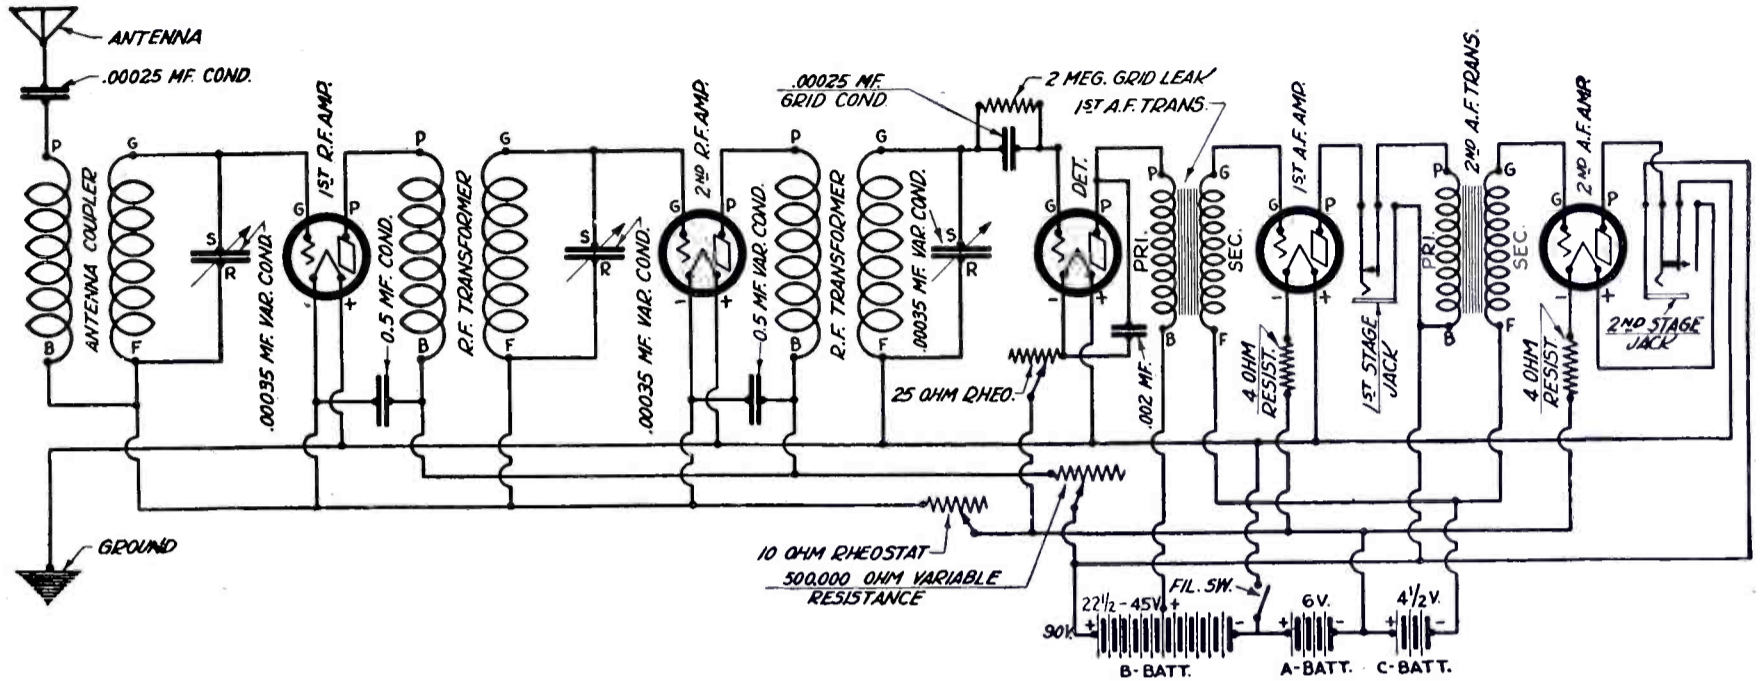 ANTENNA
.00025 MF. COND.
P
G
ANTENNA COUPLER
B
F
S
R
.00035 MF. VAR. COND.
1ST R.F. AMP.
G
P
-
+
0.5 MF. COND.
P
G
R.F. TRANSFORMER
B
F
S
R
.00035 MF. VAR. COND.
2ND R.F. AMP.
G
P
-
+
0.5 MF. VAR. COND.
P
G
R.F. TRANSFORMER
B
F
.00035 MF. VAR. COND.
S
R
.00025 MF.
GRID COND.
2 MEG. GRID LEAK
1ST A.F. TRANS.
DET.
G
P
-
+
25 OHM RHEO.
.002 MF.
P
G
PRI.
SEC.
B
F
1ST A.F. AMP.
G
P
-
+
4 OHM
RESIST.
1ST STAGE
JACK
2ND A.F. TRANS.
P
G
PRI.
SEC.
B
F
2ND A.F. AMP.
G
P
-
+
4 OHM
RESIST.
2ND STAGE
JACK
GROUND
10 OHM RHEOSTAT
500,000 OHM VARIABLE
RESISTANCE
FIL. SW.
22½ - 45V. +
90V.
+
-
B-BATT.
6V.
+
-
A-BATT.
4½V.
+
-
C-BATT.